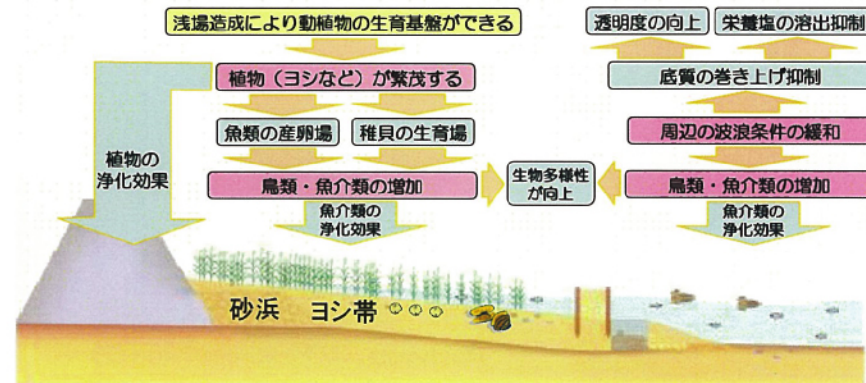 浅場造成により動植物の生育基盤ができる
透明度の向上
栄養塩の溶出抑制
植物（ヨシなど）が繁茂する
底質の巻き上げ抑制
魚類の産卵場
稚貝の生育場
周辺の波浪条件の緩和
植物の
浄化効果
鳥類・魚介類の増加
生物多様性
が向上
鳥類・魚介類の増加
魚介類の
浄化効果
魚介類の
浄化効果
砂浜
ヨシ帯